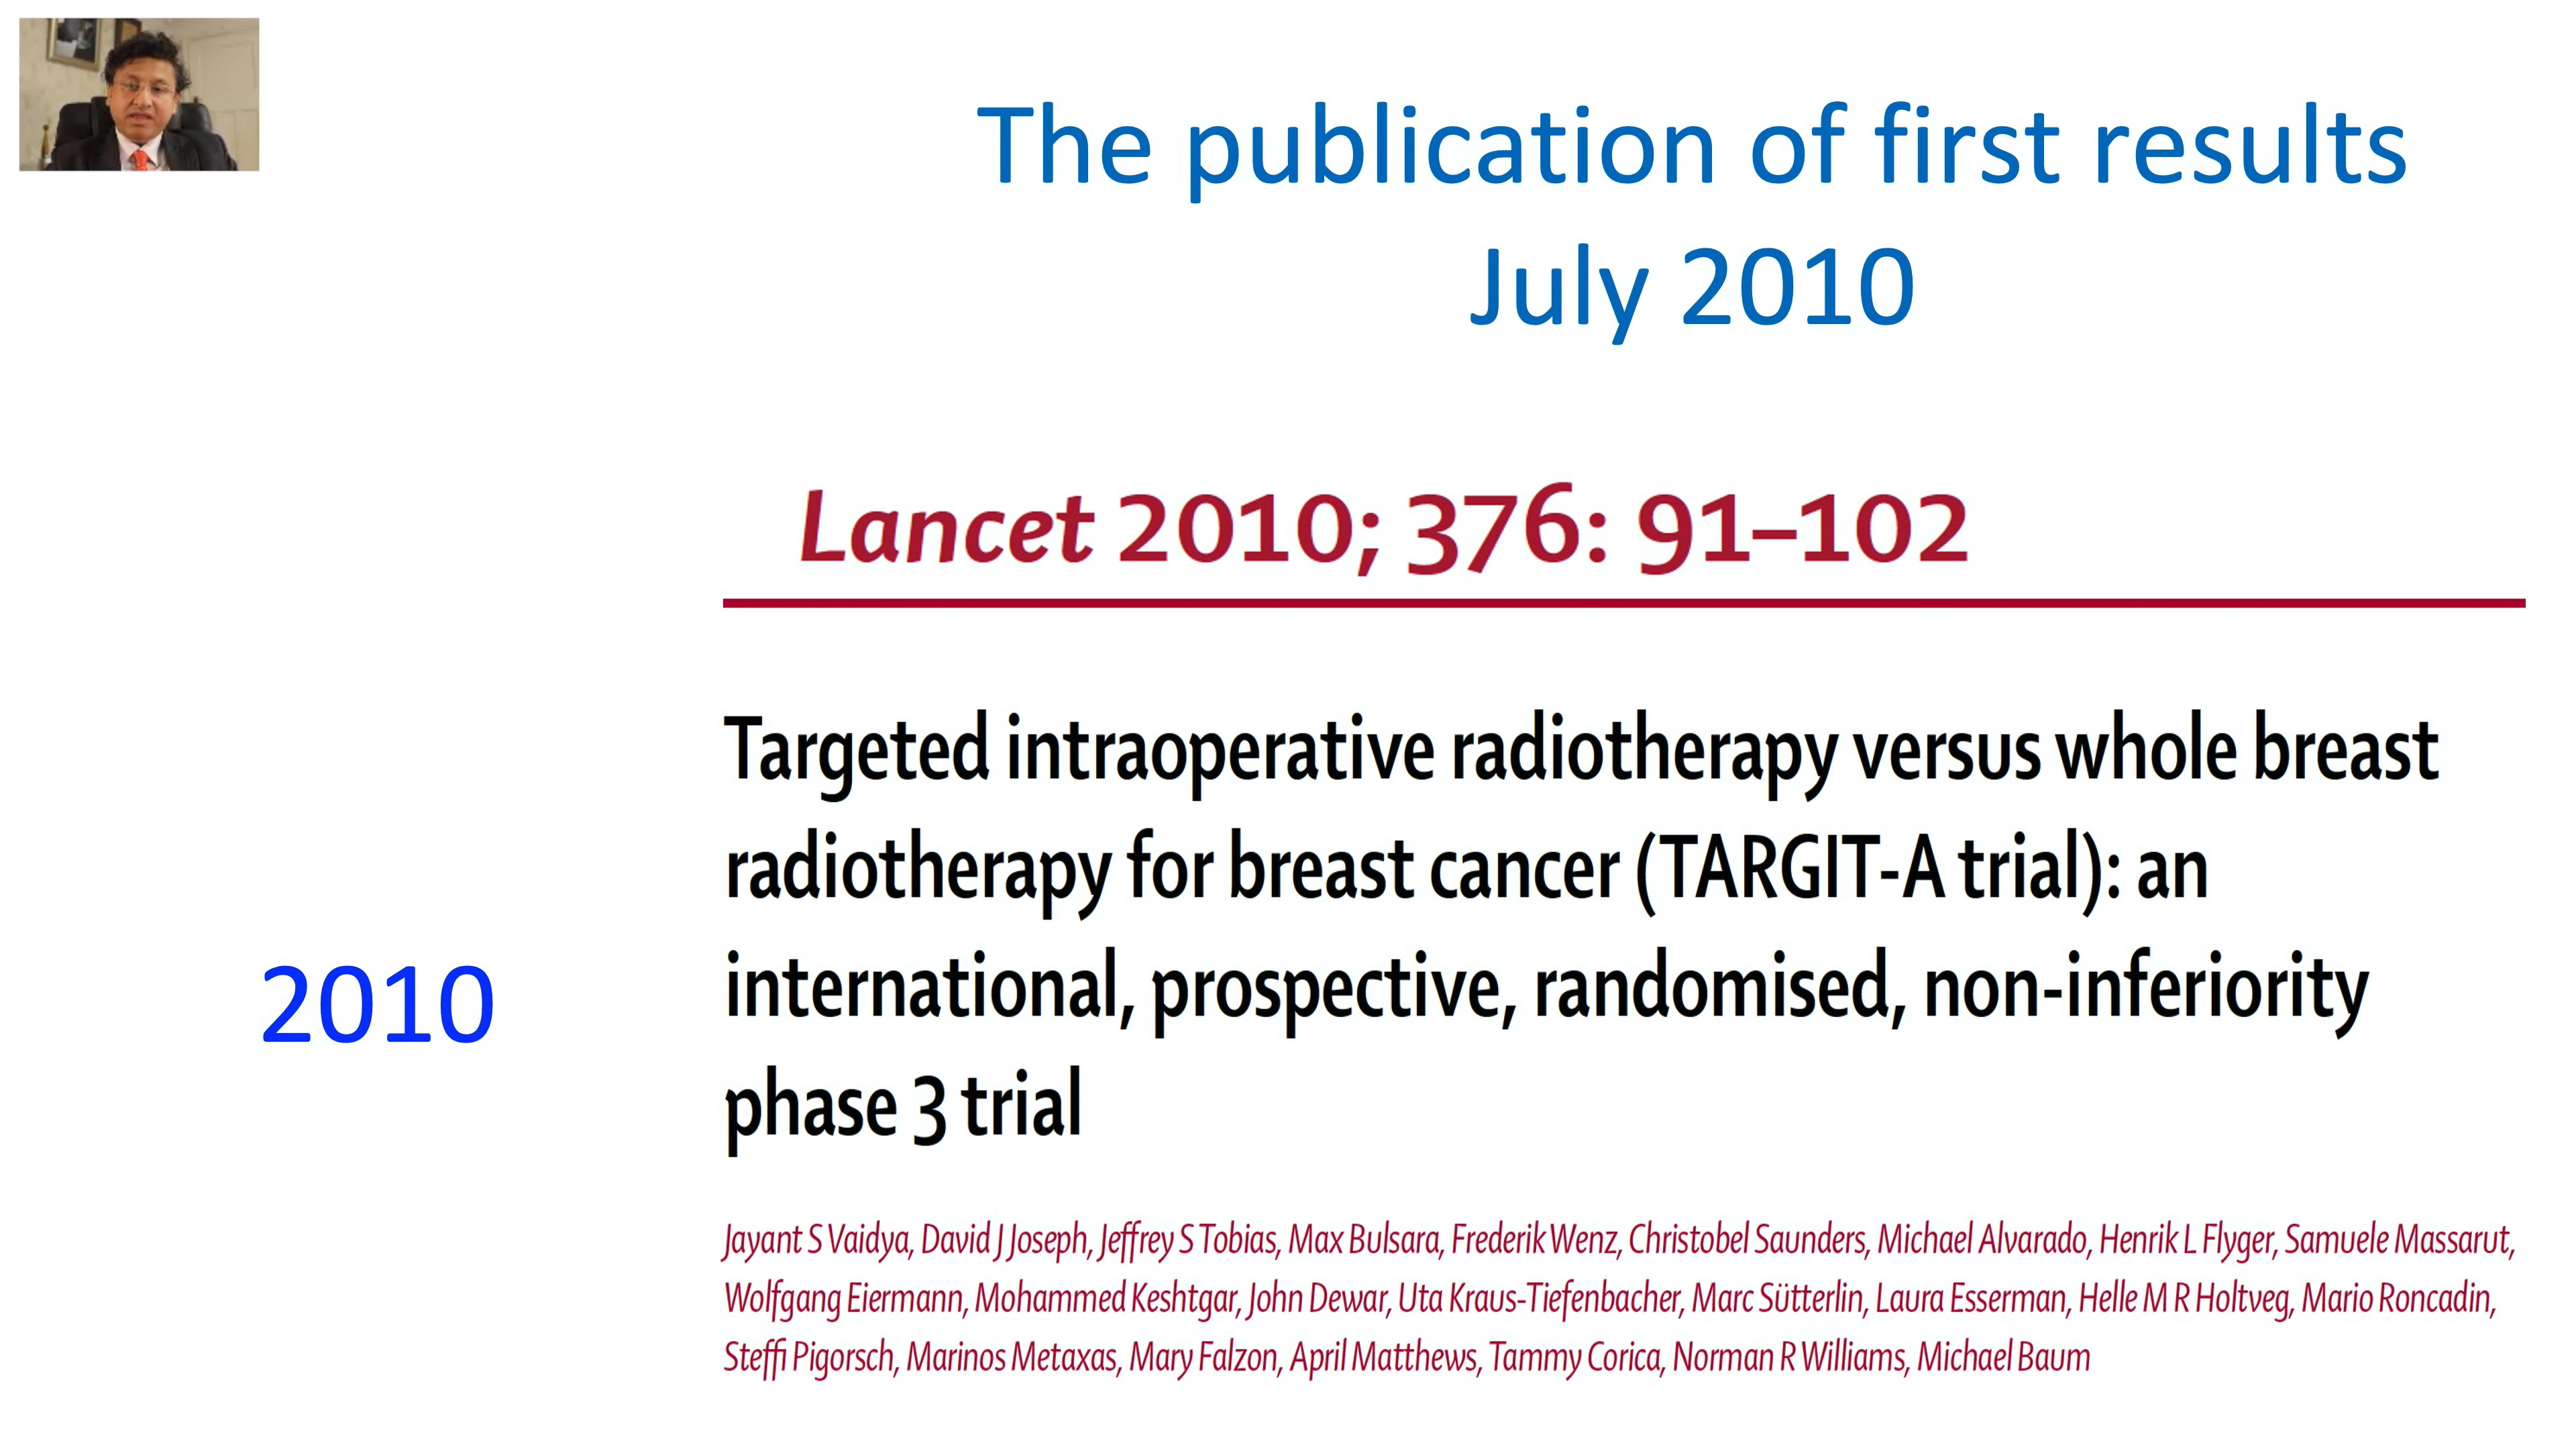 The publication of first results
July 2010
Lancet 2010; 376: 91–102
Targeted intraoperative radiotherapy versus whole breast
radiotherapy for breast cancer (TARGIT-A trial): an
international, prospective, randomised, non-inferiority
phase 3 trial
2010
Jayant S Vaidya, David J Joseph, Jeffrey S Tobias, Max Bulsara, Frederik Wenz, Christobel Saunders, Michael Alvarado, Henrik L Flyger, Samuele Massarut,
Wolfgang Eiermann, Mohammed Keshtgar, John Dewar, Uta Kraus-Tiefenbacher, Marc Sütterlin, Laura Esserman, Helle M R Holtveg, Mario Roncadin,
Steffi Pigorsch, Marinos Metaxas, Mary Falzon, April Matthews, Tammy Corica, Norman R Williams, Michael Baum